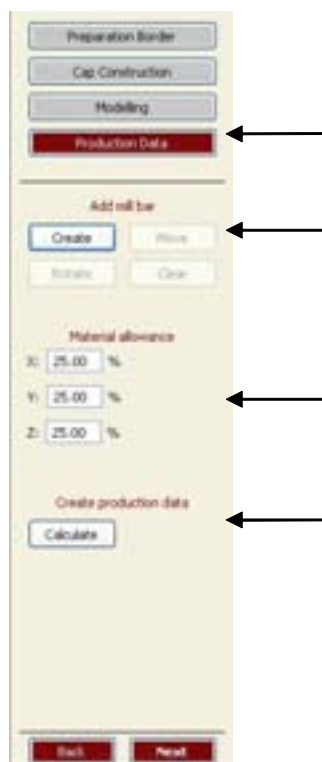 Preparation Border
Cap Construction
Modelling
Production Data
Add mill bar
Create Move
Rotate Clear
Material allowance
X: 25.00 %
Y: 25.00 %
Z: 25.00 %
Create production data
Calculate
Back Next